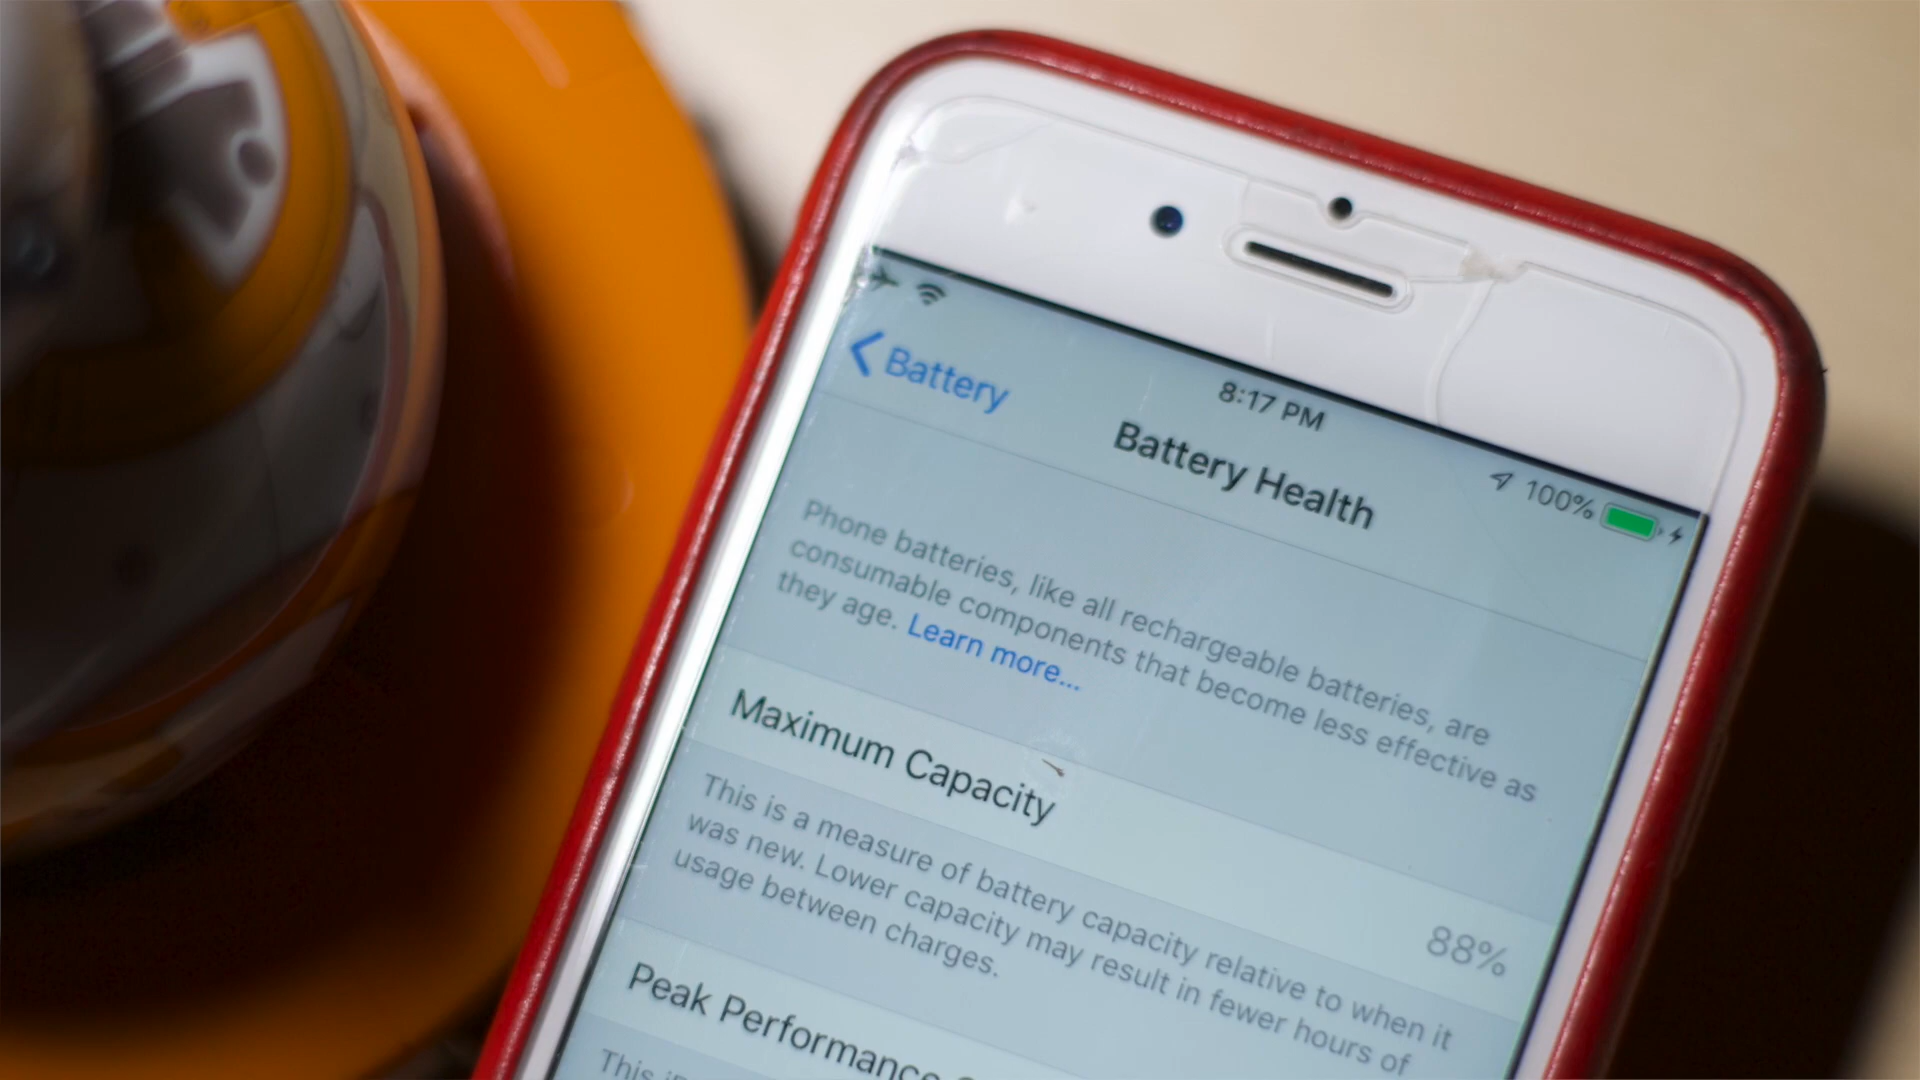 8:17 PM
100%
Battery
Battery Health
Phone batteries, like all rechargeable batteries, are
consumable components that become less effective as
they age. Learn more...
Maximum Capacity
88%
This is a measure of battery capacity relative to when it
was new. Lower capacity may result in fewer hours of
usage between charges.
Peak Performance
This